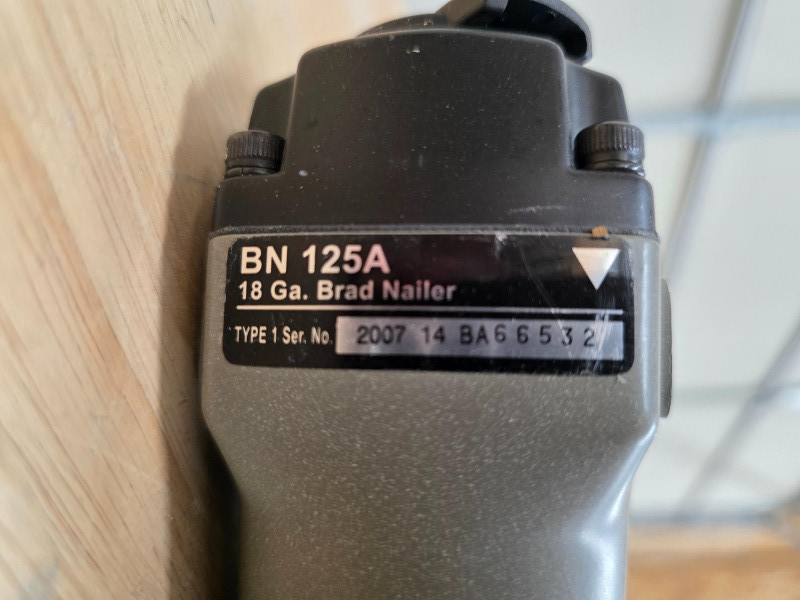 BN 125A
18 Ga. Brad Nailer
TYPE 1 Ser. No. 2007 14 BA66532